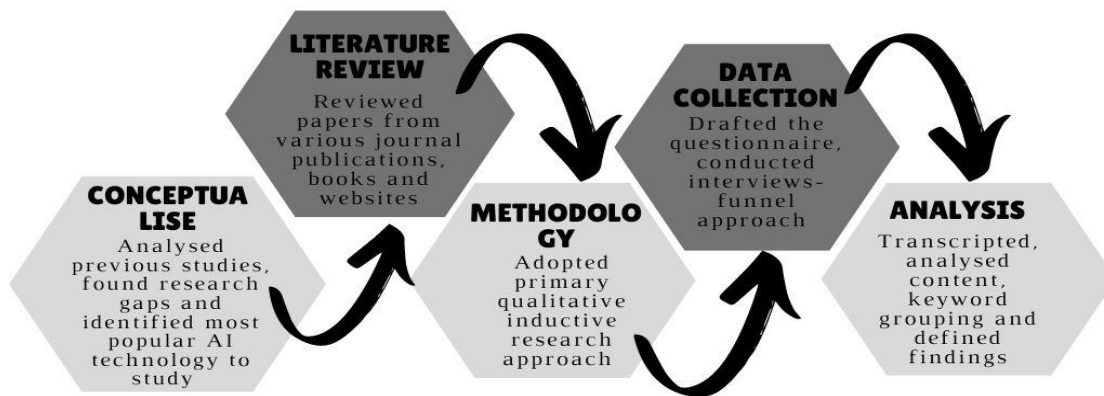 CONCEPTUA
LISE
Analysed
previous studies,
found research
gaps and
identified most
popular AI
technology to
study
LITERATURE
REVIEW
Reviewed
papers from
various journal
publications,
books and
websites
METHODOLO
GY
Adopted
primary
qualitative
inductive
research
approach
DATA
COLLECTION
Drafted the
questionnaire,
conducted
interviews-
funnel
approach
ANALYSIS
Transcripted,
analysed
content,
keyword
grouping and
defined
findings